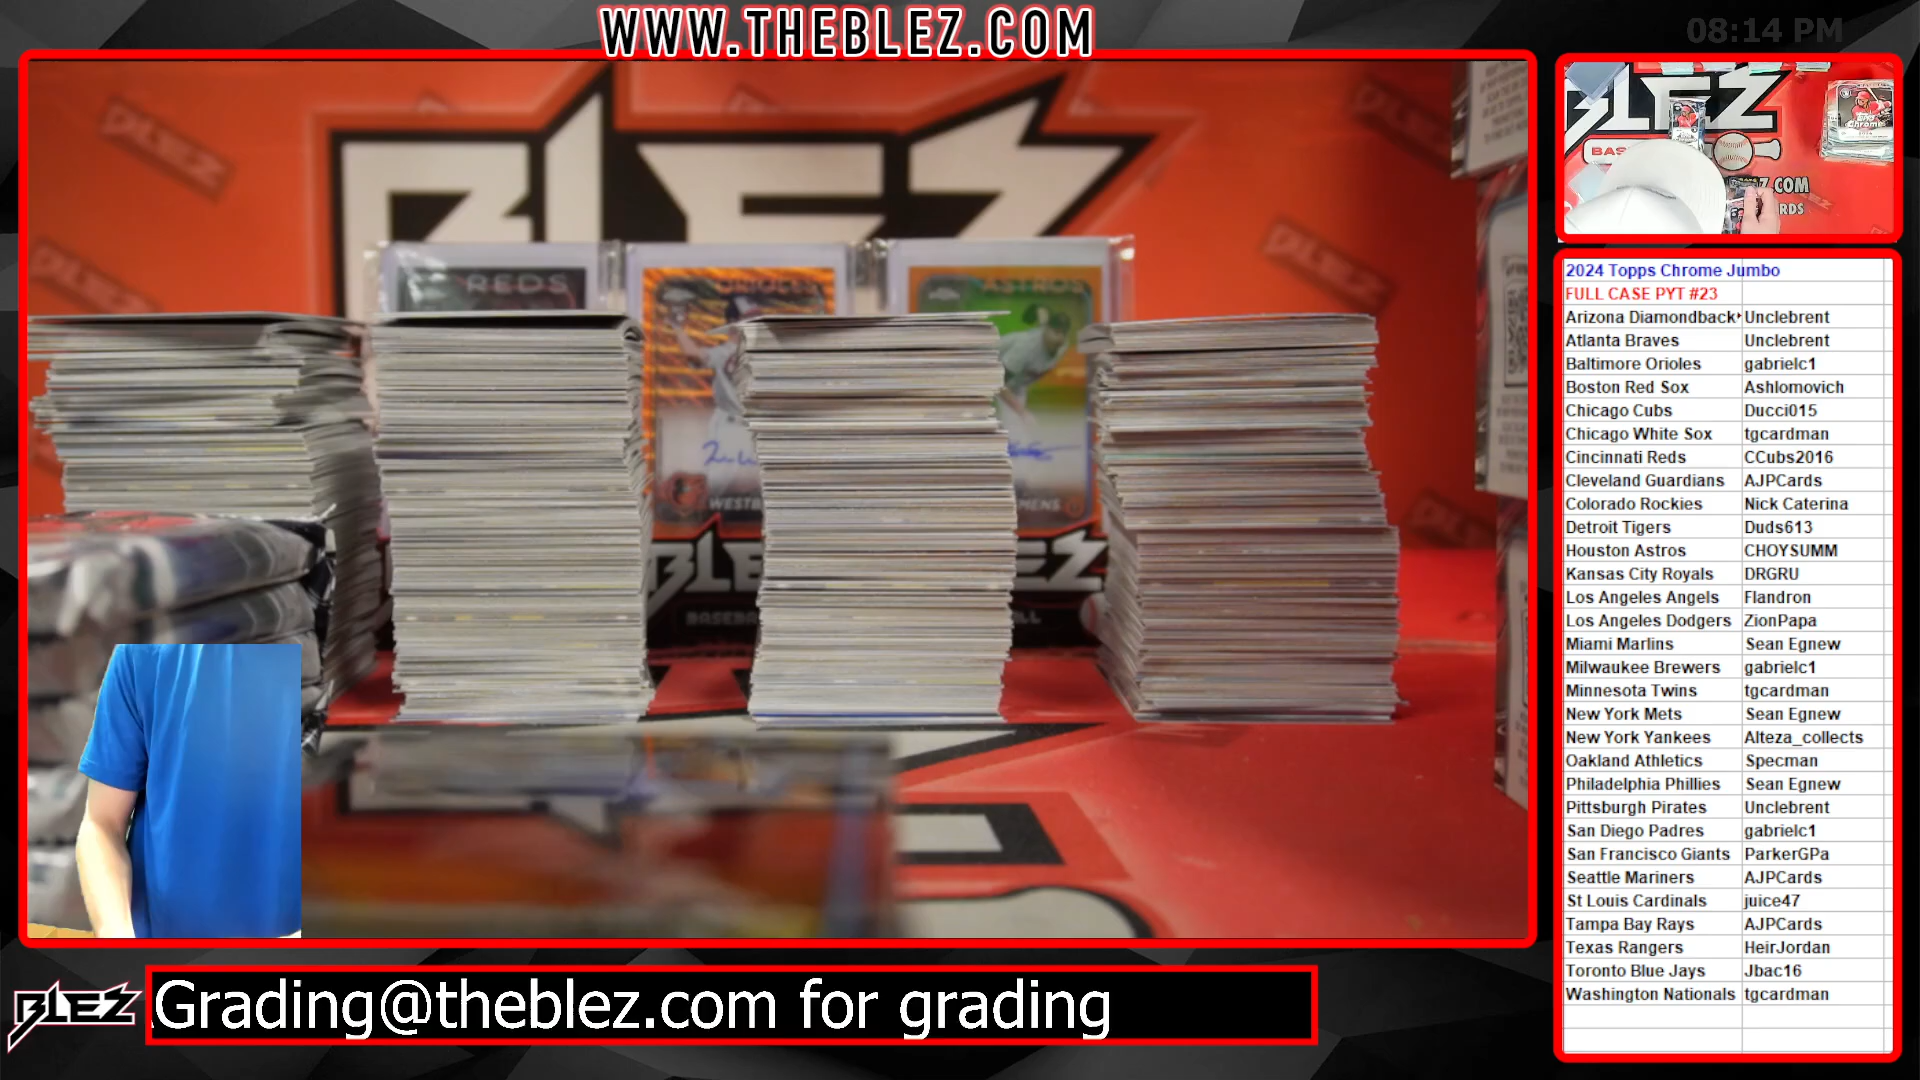 WWW.THEBLEZ.COM
08:14 PM
BLEZ
REDS
ORIOLES
ASTROS
BLEZ
BLEZ
.COM
2024 Topps Chrome Jumbo
FULL CASE PYT #23
Arizona Diamondback Unclebrent
Atlanta Braves Unclebrent
Baltimore Orioles gabrielc1
Boston Red Sox Ashlomovich
Chicago Cubs Ducci015
Chicago White Sox tgcardman
Cincinnati Reds CCubs2016
Cleveland Guardians AJPCards
Colorado Rockies Nick Caterina
Detroit Tigers Duds613
Houston Astros CHOYSUMM
Kansas City Royals DRGRU
Los Angeles Angels Flandron
Los Angeles Dodgers ZionPapa
Miami Marlins Sean Egnew
Milwaukee Brewers gabrielc1
Minnesota Twins tgcardman
New York Mets Sean Egnew
New York Yankees Alteza_collects
Oakland Athletics Specman
Philadelphia Phillies Sean Egnew
Pittsburgh Pirates Unclebrent
San Diego Padres gabrielc1
San Francisco Giants ParkerGPa
Seattle Mariners AJPCards
St Louis Cardinals juice47
Tampa Bay Rays AJPCards
Texas Rangers HeirJordan
Toronto Blue Jays Jbac16
Washington Nationals tgcardman
BLEZ
Grading@theblez.com for grading